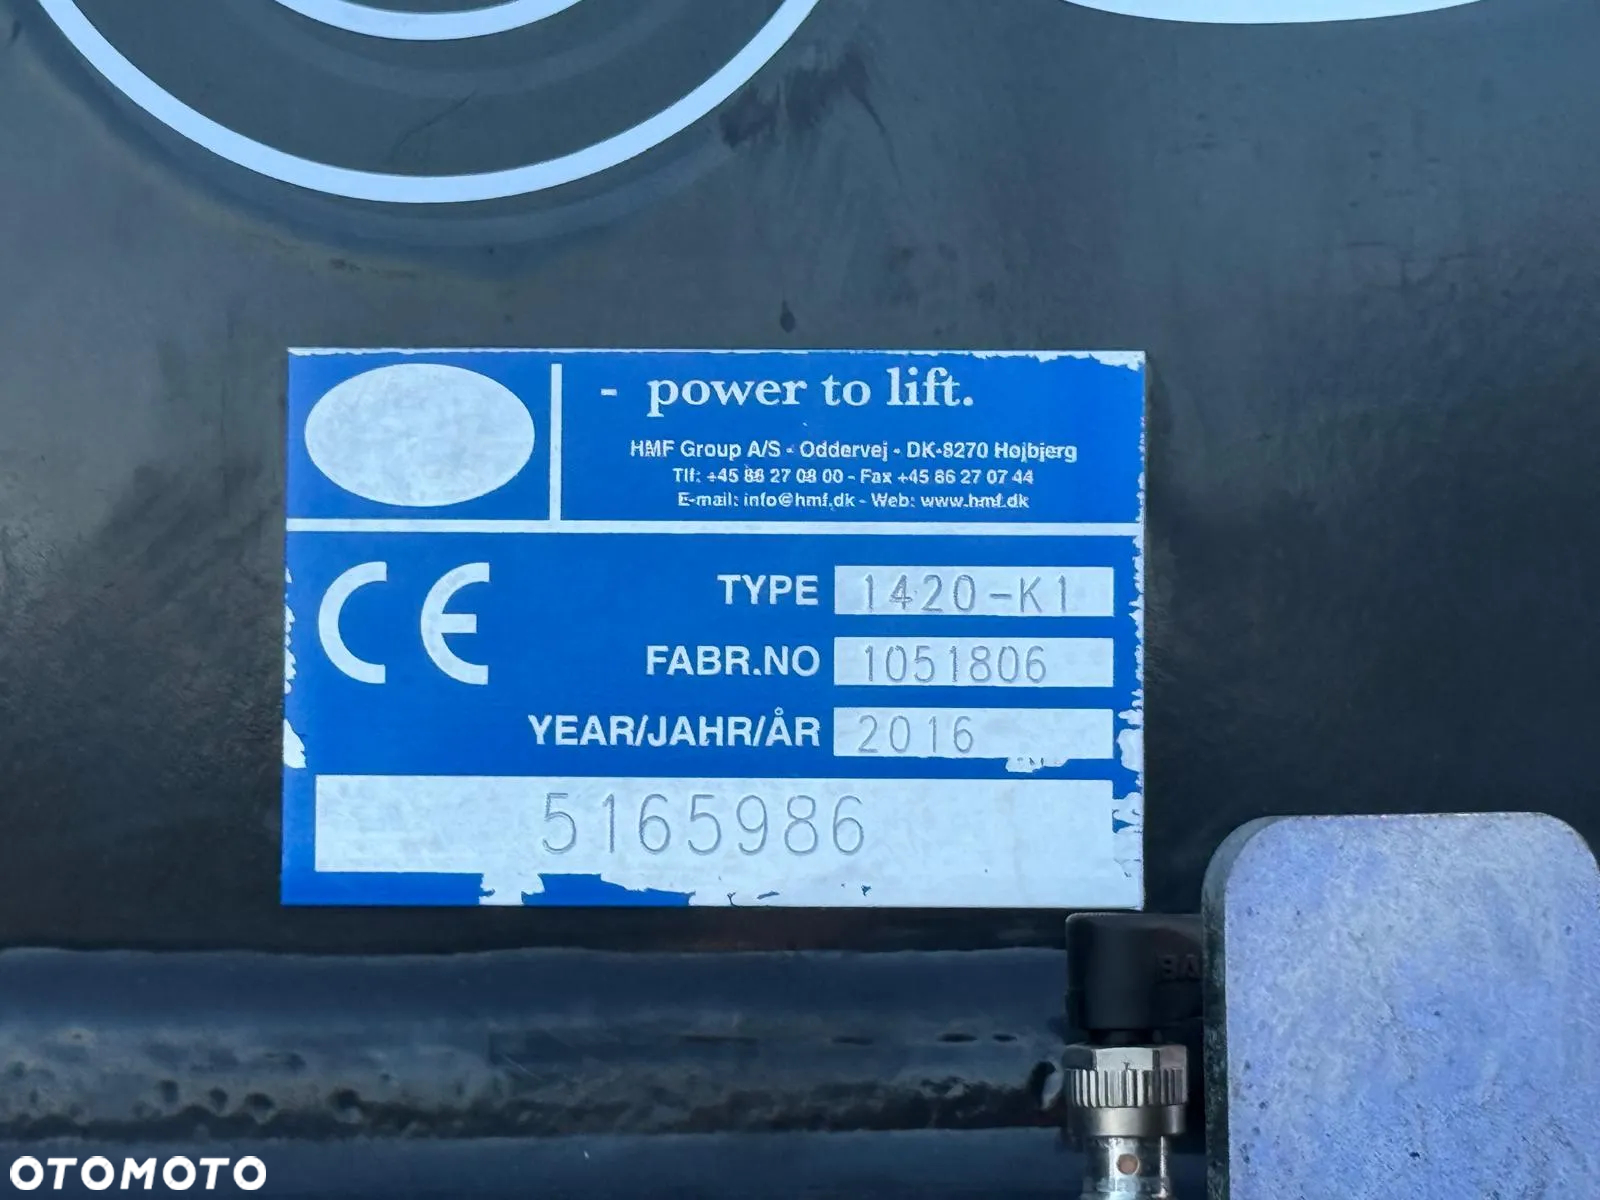 - power to lift.
HMF Group A/S - Oddervej - DK-8270 Højbjerg
Tlf: +45 86 27 08 00 - Fax +45 86 27 07 44
E-mail: info@hmf.dk - Web: www.hmf.dk
CE
TYPE 1420-K1
FABR.NO 1051806
YEAR/JAHR/ÅR 2016
5165986
OTOMOTO